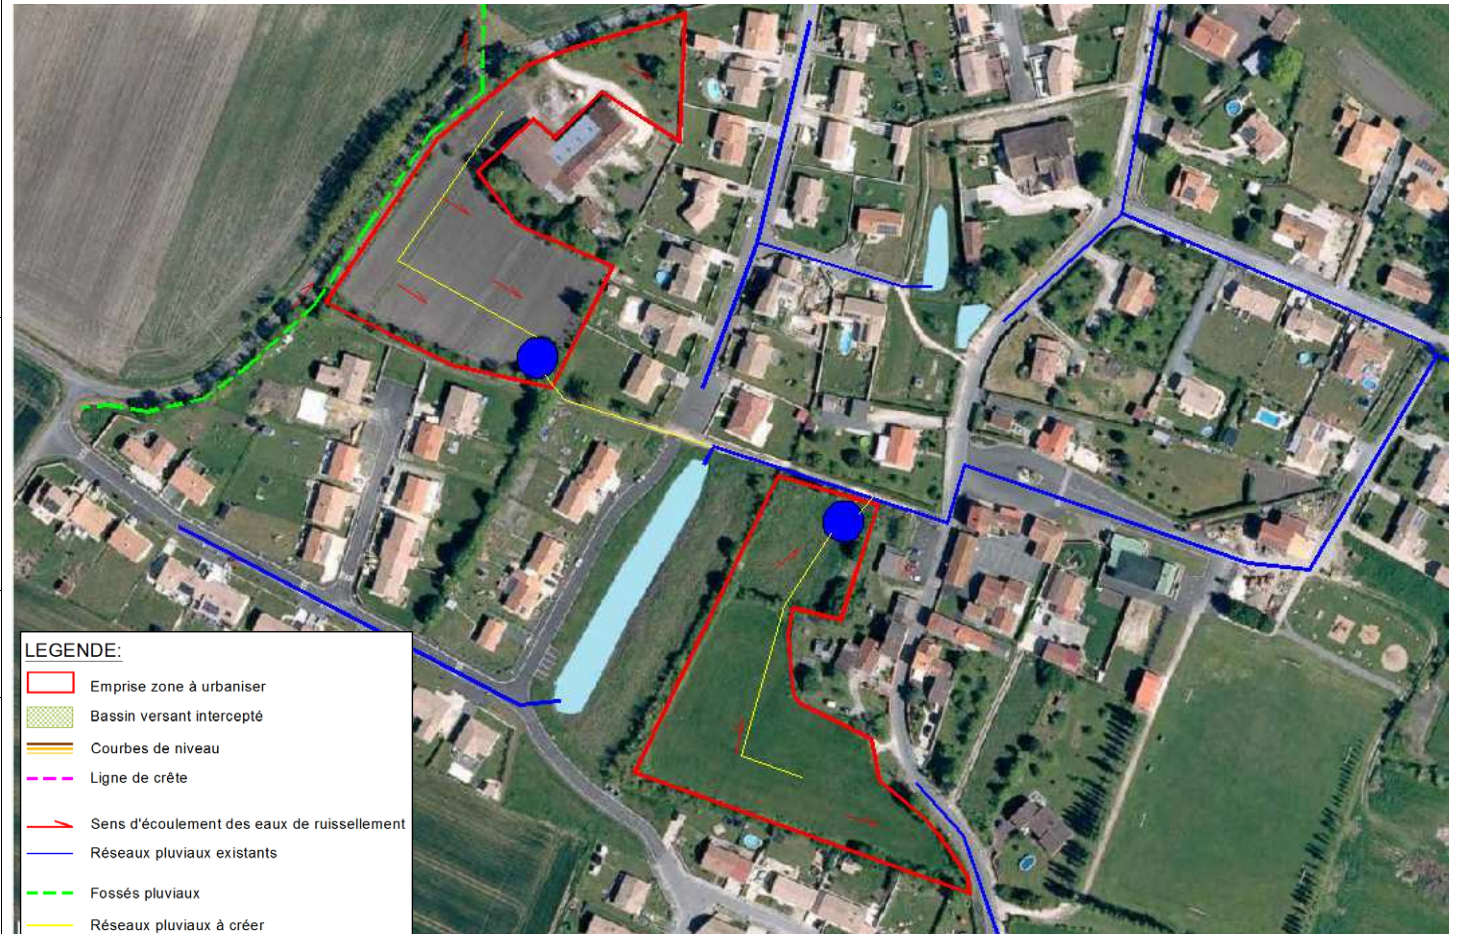 LEGENDE:
Emprise zone à urbaniser
Bassin versant intercepté
Courbes de niveau
Ligne de crête
Sens d'écoulement des eaux de ruissellement
Réseaux pluviaux existants
Fossés pluviaux
Réseaux pluviaux à créer